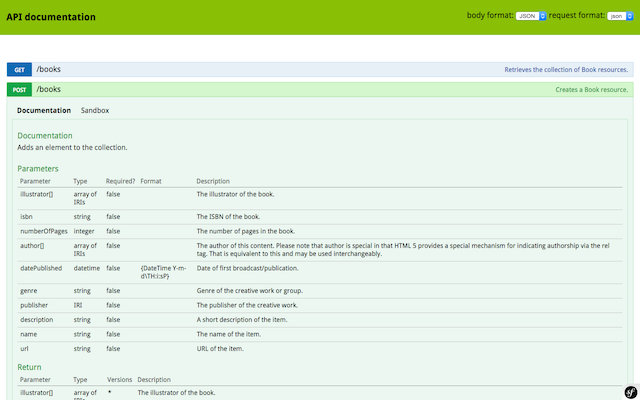 API documentation
body format: JSON request format: json
GET /books Retrieves the collection of Book resources.
POST /books Creates a Book resource.
Documentation Sandbox
Documentation
Adds an element to the collection.
Parameters
Parameter Type Required? Format Description
illustrator[] array of IRIs false The illustrator of the book.
isbn string false The ISBN of the book.
numberOfPages integer false The number of pages in the book.
author[] array of IRIs false The author of this content. Please note that author is special in that HTML 5 provides a special mechanism for indicating authorship via the rel
tag. That is equivalent to this and may be used interchangeably.
datePublished datetime false {DateTime Y-m-d\TH:i:sP} Date of first broadcast/publication.
genre string false Genre of the creative work or group.
publisher IRI false The publisher of the creative work.
description string false A short description of the item.
name string false The name of the item.
url string false URL of the item.
Return
Parameter Type Versions Description
illustrator[] array of IRIs * The illustrator of the book.
sf